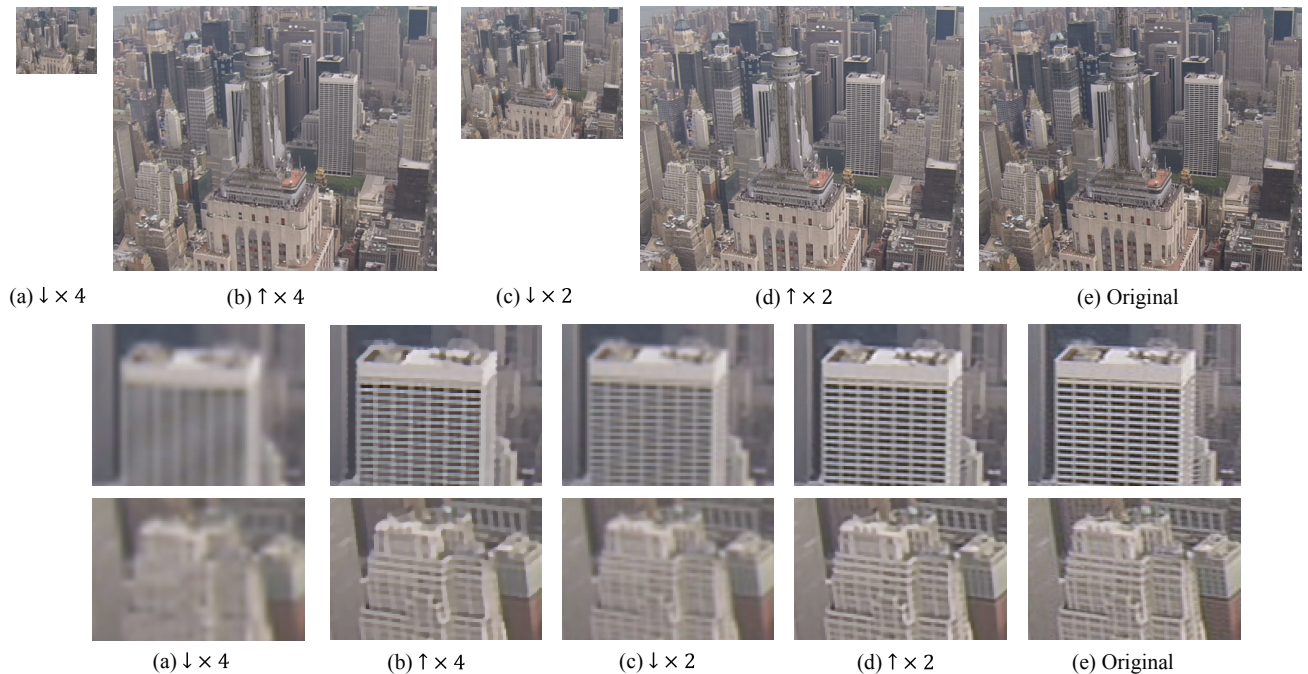 (a) ↓ × 4
(b) ↑ × 4
(c) ↓ × 2
(d) ↑ × 2
(e) Original
(a) ↓ × 4
(b) ↑ × 4
(c) ↓ × 2
(d) ↑ × 2
(e) Original